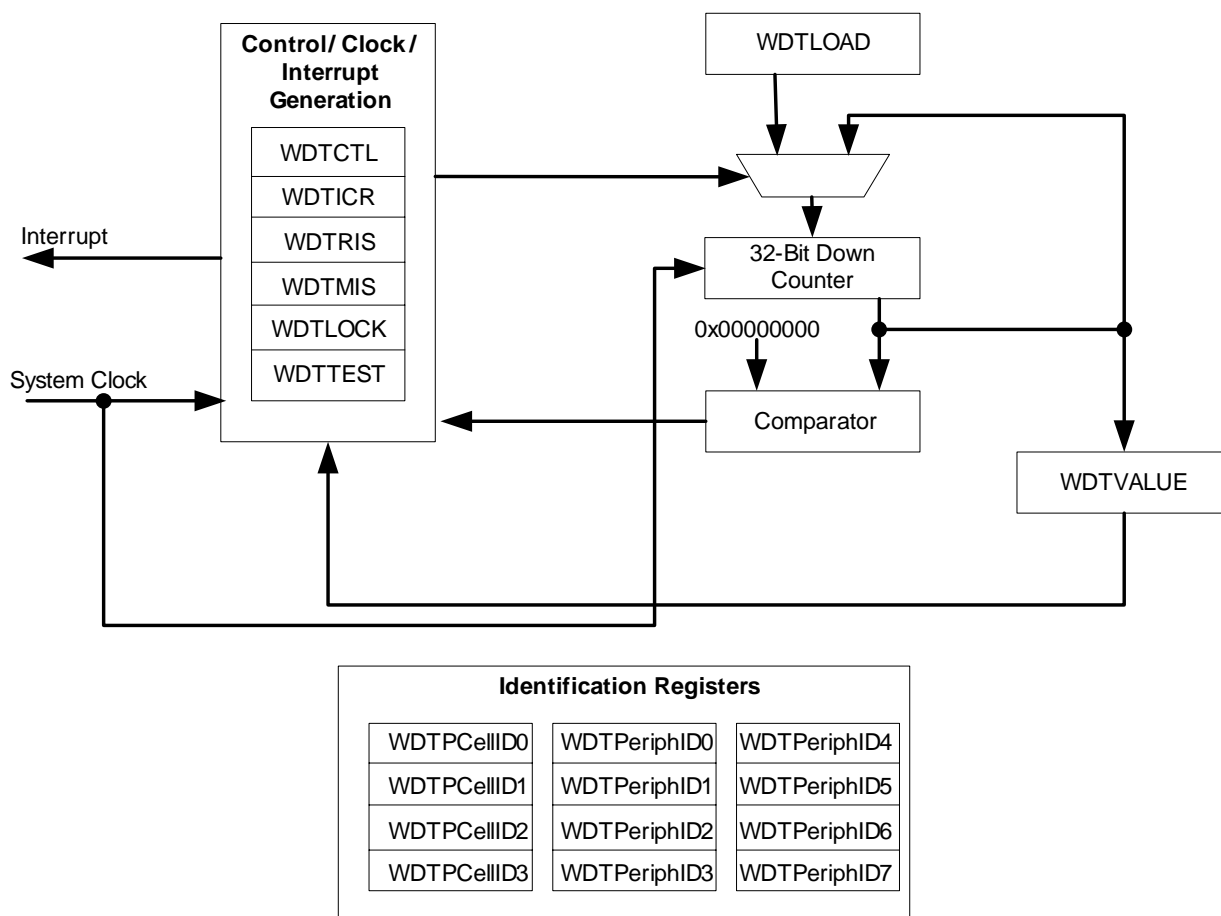 Control/ Clock/
Interrupt
Generation
WDTCTL
WDTICR
WDTRIS
WDTMIS
WDTLOCK
WDTTEST
Interrupt
System Clock
WDTLOAD
32-Bit Down
Counter
0x00000000
Comparator
WDTVALUE
Identification Registers
WDTPCellID0
WDTPCellID1
WDTPCellID2
WDTPCellID3
WDTPeriphID0
WDTPeriphID1
WDTPeriphID2
WDTPeriphID3
WDTPeriphID4
WDTPeriphID5
WDTPeriphID6
WDTPeriphID7